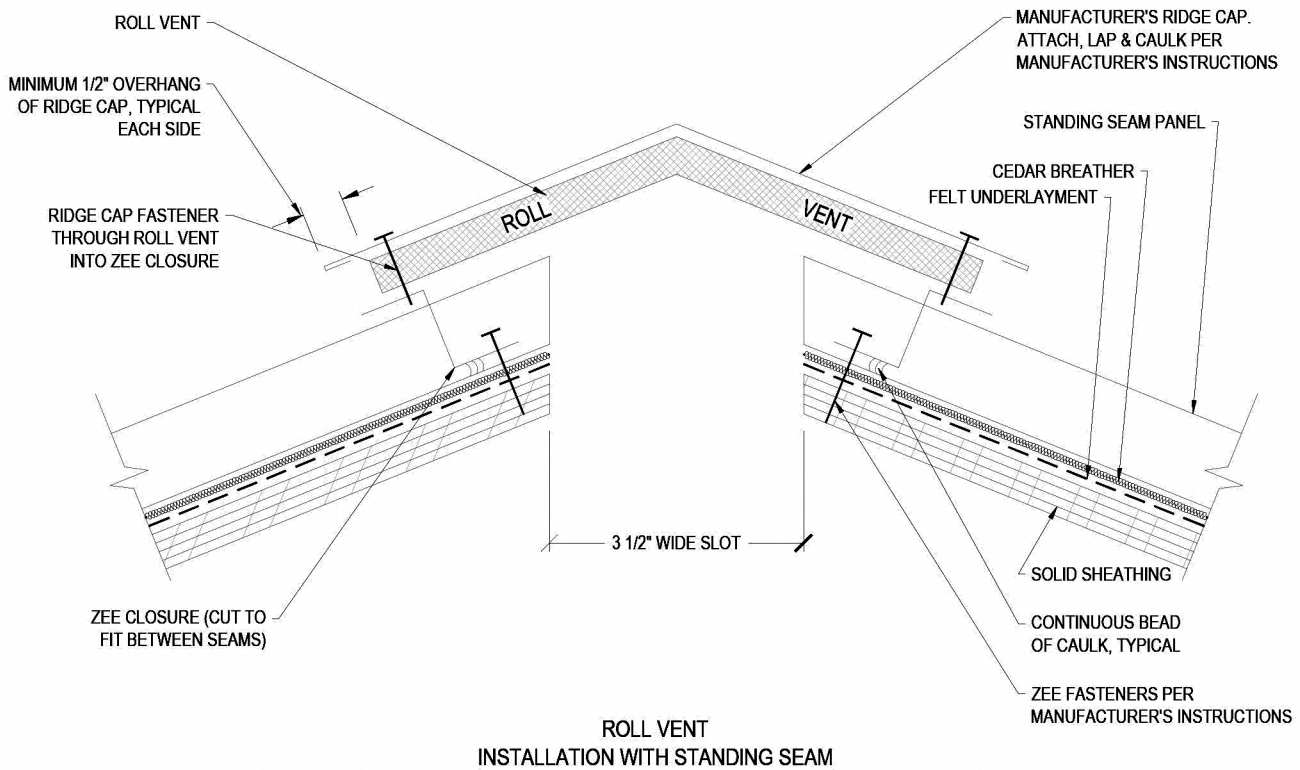 ROLL VENT
MANUFACTURER'S RIDGE CAP.
ATTACH, LAP & CAULK PER
MANUFACTURER'S INSTRUCTIONS
MINIMUM 1/2" OVERHANG
OF RIDGE CAP, TYPICAL
EACH SIDE
STANDING SEAM PANEL
CEDAR BREATHER
FELT UNDERLAYMENT
RIDGE CAP FASTENER
THROUGH ROLL VENT
INTO ZEE CLOSURE
ROLL
VENT
3 1/2" WIDE SLOT
SOLID SHEATHING
ZEE CLOSURE (CUT TO
FIT BETWEEN SEAMS)
CONTINUOUS BEAD
OF CAULK, TYPICAL
ZEE FASTENERS PER
MANUFACTURER'S INSTRUCTIONS
ROLL VENT
INSTALLATION WITH STANDING SEAM